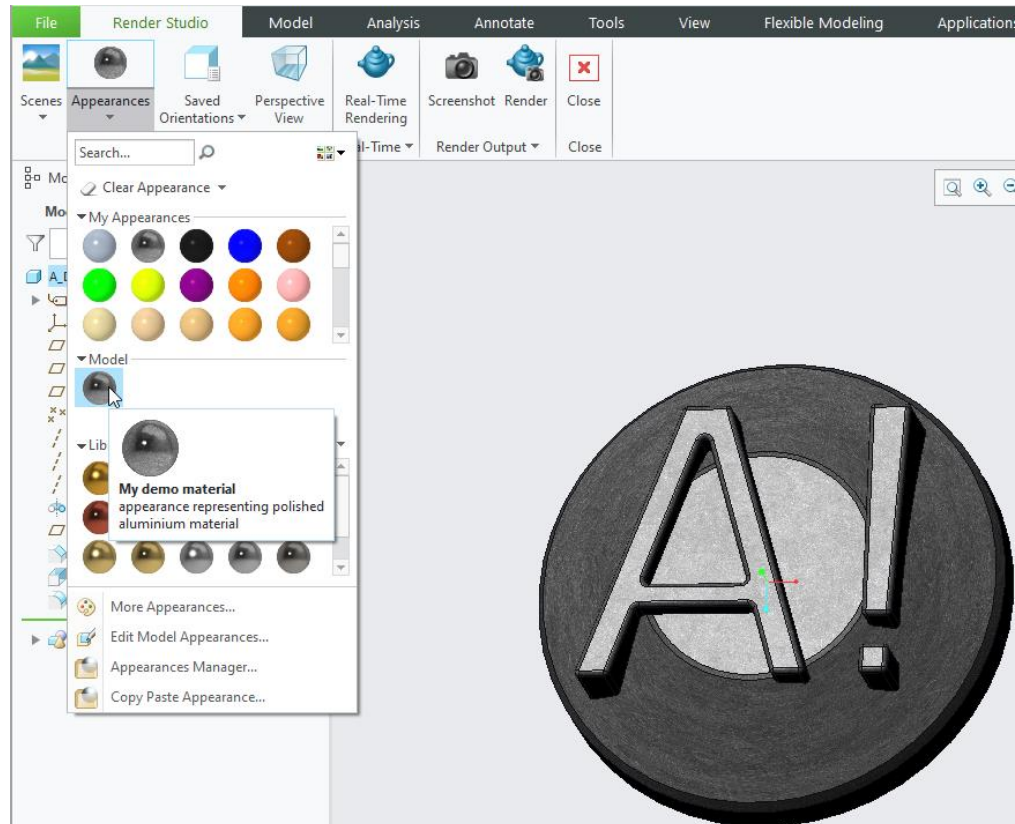 File Render Studio Model Analysis Annotate Tools View Flexible Modeling Applications
Scenes Appearances Saved Orientations Perspective View Real-Time Rendering Screenshot Render Close
Render Output Close
Search...
Clear Appearance
My Appearances
Model
My demo material
appearance representing polished
aluminium material
More Appearances...
Edit Model Appearances...
Appearances Manager...
Copy Paste Appearance...
A!